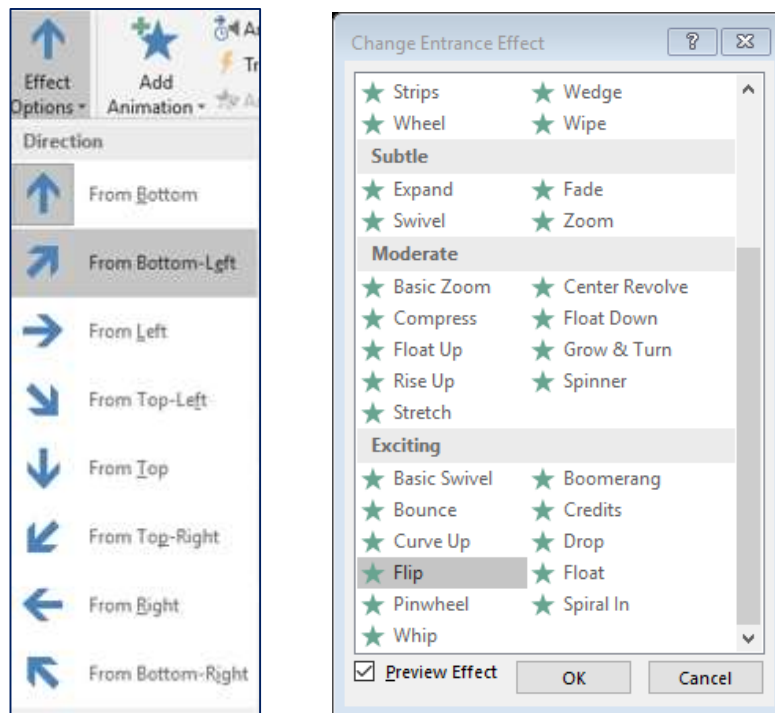 Effect
Options
Add
Animation
Tr
Direction
From Bottom
From Bottom-Left
From Left
From Top-Left
From Top
From Top-Right
From Right
From Bottom-Right
Change Entrance Effect ?
Strips Wedge
Wheel Wipe
Subtle
Expand Fade
Swivel Zoom
Moderate
Basic Zoom Center Revolve
Compress Float Down
Float Up Grow & Turn
Rise Up Spinner
Stretch
Exciting
Basic Swivel Boomerang
Bounce Credits
Curve Up Drop
Flip Float
Pinwheel Spiral In
Whip
Preview Effect OK Cancel